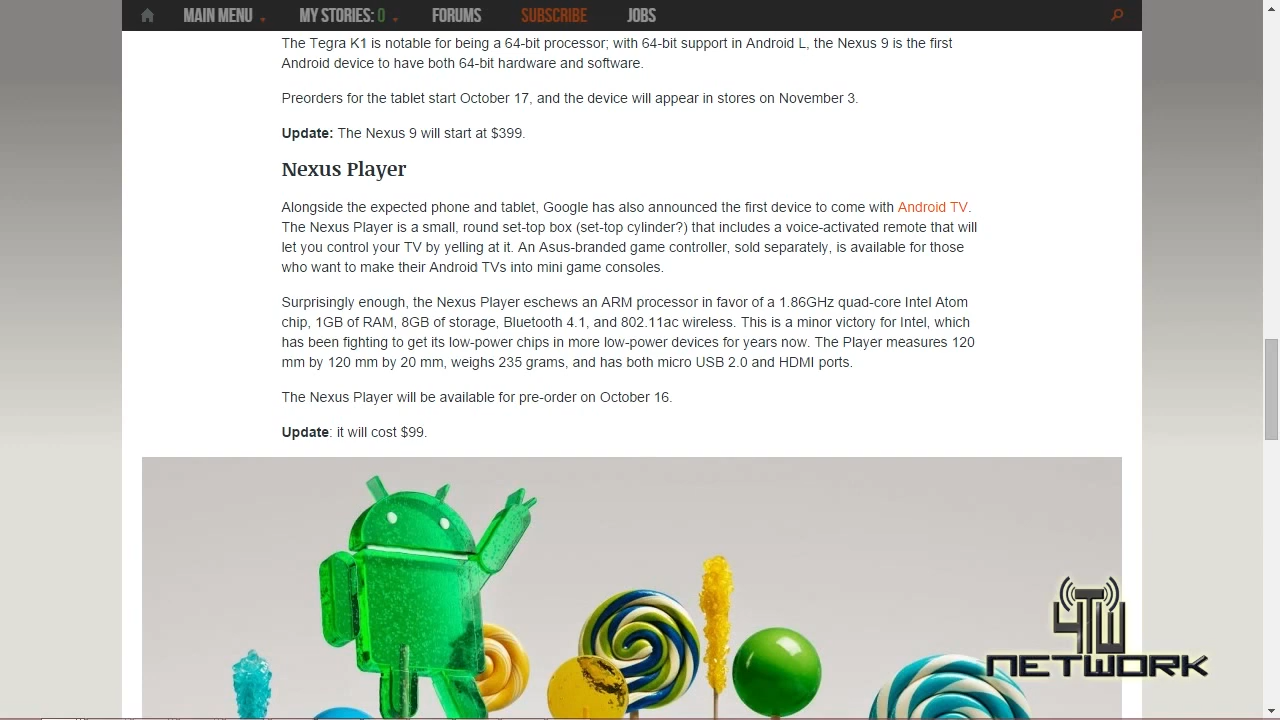 MAIN MENU MY STORIES: 0 FORUMS SUBSCRIBE JOBS
The Tegra K1 is notable for being a 64-bit processor; with 64-bit support in Android L, the Nexus 9 is the first
Android device to have both 64-bit hardware and software.
Preorders for the tablet start October 17, and the device will appear in stores on November 3.
Update: The Nexus 9 will start at $399.
Nexus Player
Alongside the expected phone and tablet, Google has also announced the first device to come with Android TV.
The Nexus Player is a small, round set-top box (set-top cylinder?) that includes a voice-activated remote that will
let you control your TV by yelling at it. An Asus-branded game controller, sold separately, is available for those
who want to make their Android TVs into mini game consoles.
Surprisingly enough, the Nexus Player eschews an ARM processor in favor of a 1.86GHz quad-core Intel Atom
chip, 1GB of RAM, 8GB of storage, Bluetooth 4.1, and 802.11ac wireless. This is a minor victory for Intel, which
has been fighting to get its low-power chips in more low-power devices for years now. The Player measures 120
mm by 120 mm by 20 mm, weighs 235 grams, and has both micro USB 2.0 and HDMI ports.
The Nexus Player will be available for pre-order on October 16.
Update: it will cost $99.
4TW
NETWORK